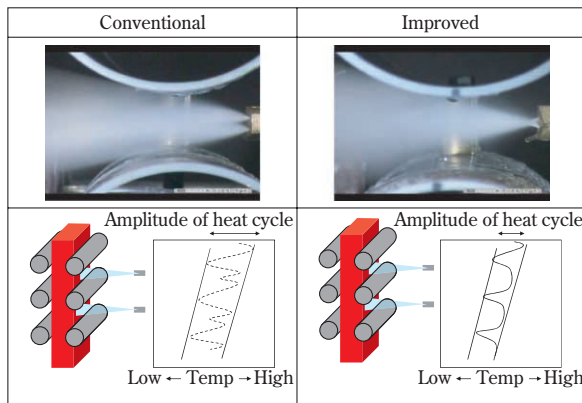 Conventional
Improved
Amplitude of heat cycle
Low ← Temp → High
Amplitude of heat cycle
Low ← Temp → High